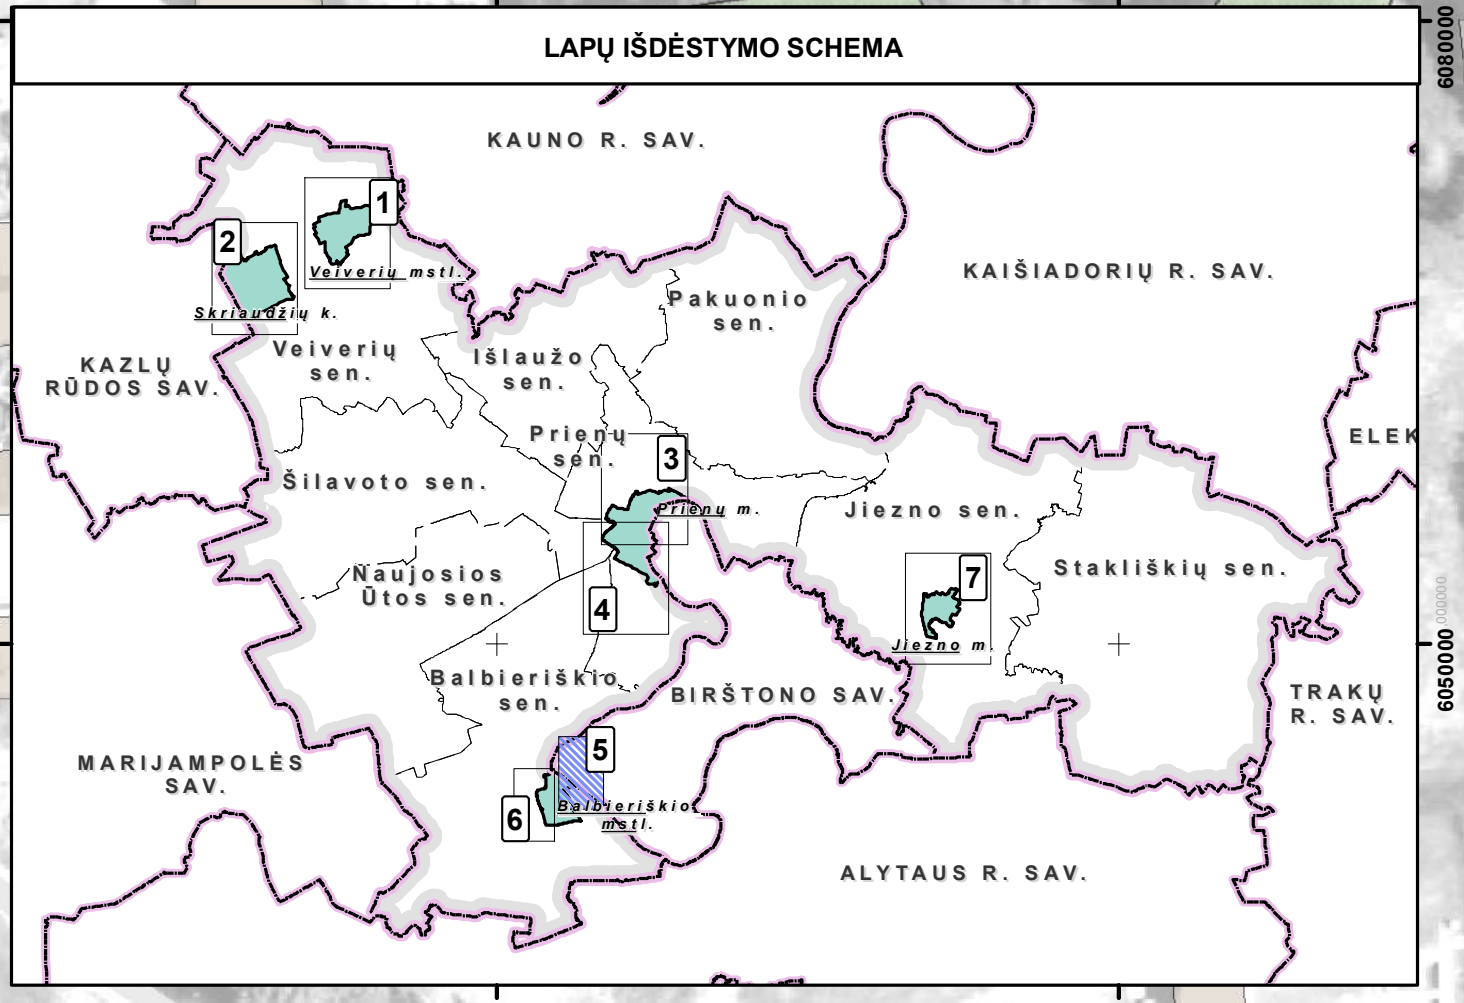 LAPŲ IŠDĖSTYMO SCHEMA
6080000
KAUNO R. SAV.
1
2
Veiverių mstl.
KAIŠIADORIŲ R. SAV.
Pakuonio
sen.
Skriaudžių k.
Veiverių
sen.
Išlaužo
sen.
KAZLŲ
RŪDOS SAV.
Prienų
sen.
ELEK
3
Šilavoto sen.
Prienų m.
Jiezno sen.
Naujosios
Ūtos sen.
Stakliškių sen.
7
4
,000000
Jiezno m.
6050000
Balbieriškio
sen.
BIRŠTONO SAV.
TRAKŲ
R. SAV.
MARIJAMPOLĖS
SAV.
5
6
Balbieriškio
mstl.
ALYTAUS R. SAV.